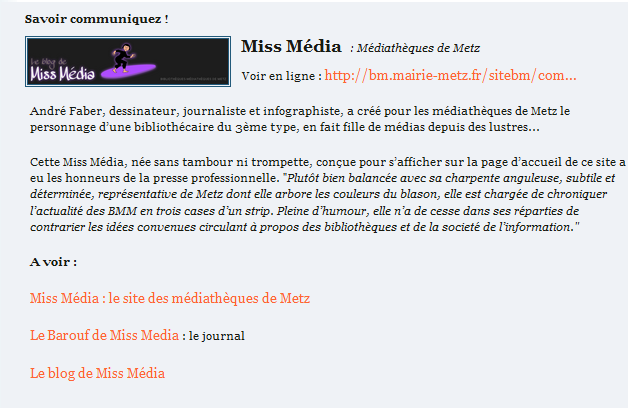 Savoir communiquez !
Le blog de
Miss Média
Miss Média : Médiathèques de Metz
Voir en ligne : http://bm.mairie-metz.fr/sitebm/com...
André Faber, dessinateur, journaliste et infographiste, a créé pour les médiathèques de Metz le
personnage d'une bibliothécaire du 3ème type, en fait fille de médias depuis des lustres...
Cette Miss Média, née sans tambour ni trompette, conçue pour s'afficher sur la page d'accueil de ce site a
eu les honneurs de la presse professionnelle. "Plutôt bien balancée avec sa charpente anguleuse, subtile et
déterminée, représentative de Metz dont elle arbore les couleurs du blason, elle est chargée de chroniquer
l'actualité des BMM en trois cases d'un strip. Pleine d'humour, elle n'a de cesse dans ses réparties de
contrarier les idées convenues circulant à propos des bibliothèques et de la societé de l'information."
A voir :
Miss Média : le site des médiathèques de Metz
Le Barouf de Miss Media : le journal
Le blog de Miss Média